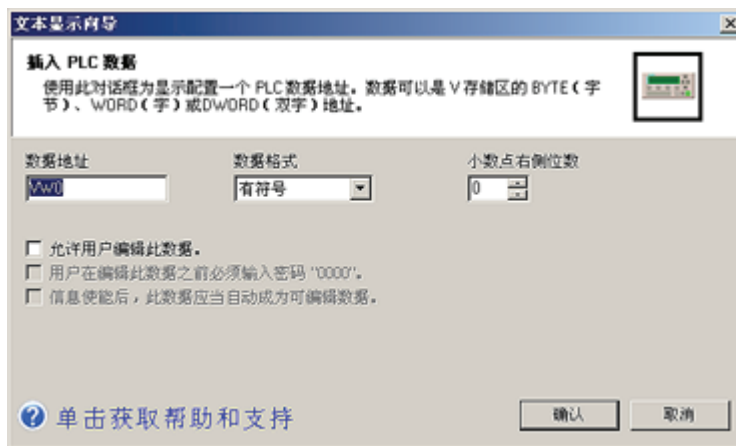 文本显示向导
插入 PLC 数据
使用此对话框为显示配置一个 PLC 数据地址。数据可以是 V 存储区的 BYTE(字
节)、WORD(字)或DWORD(双字)地址。
数据地址 数据格式 小数点右侧位数
VW0 有符号 0
允许用户编辑此数据。
用户在编辑此数据之前必须输入密码 "0000"。
信息使能后，此数据应当自动成为可编辑数据。
单击获取帮助和支持 确认 取消